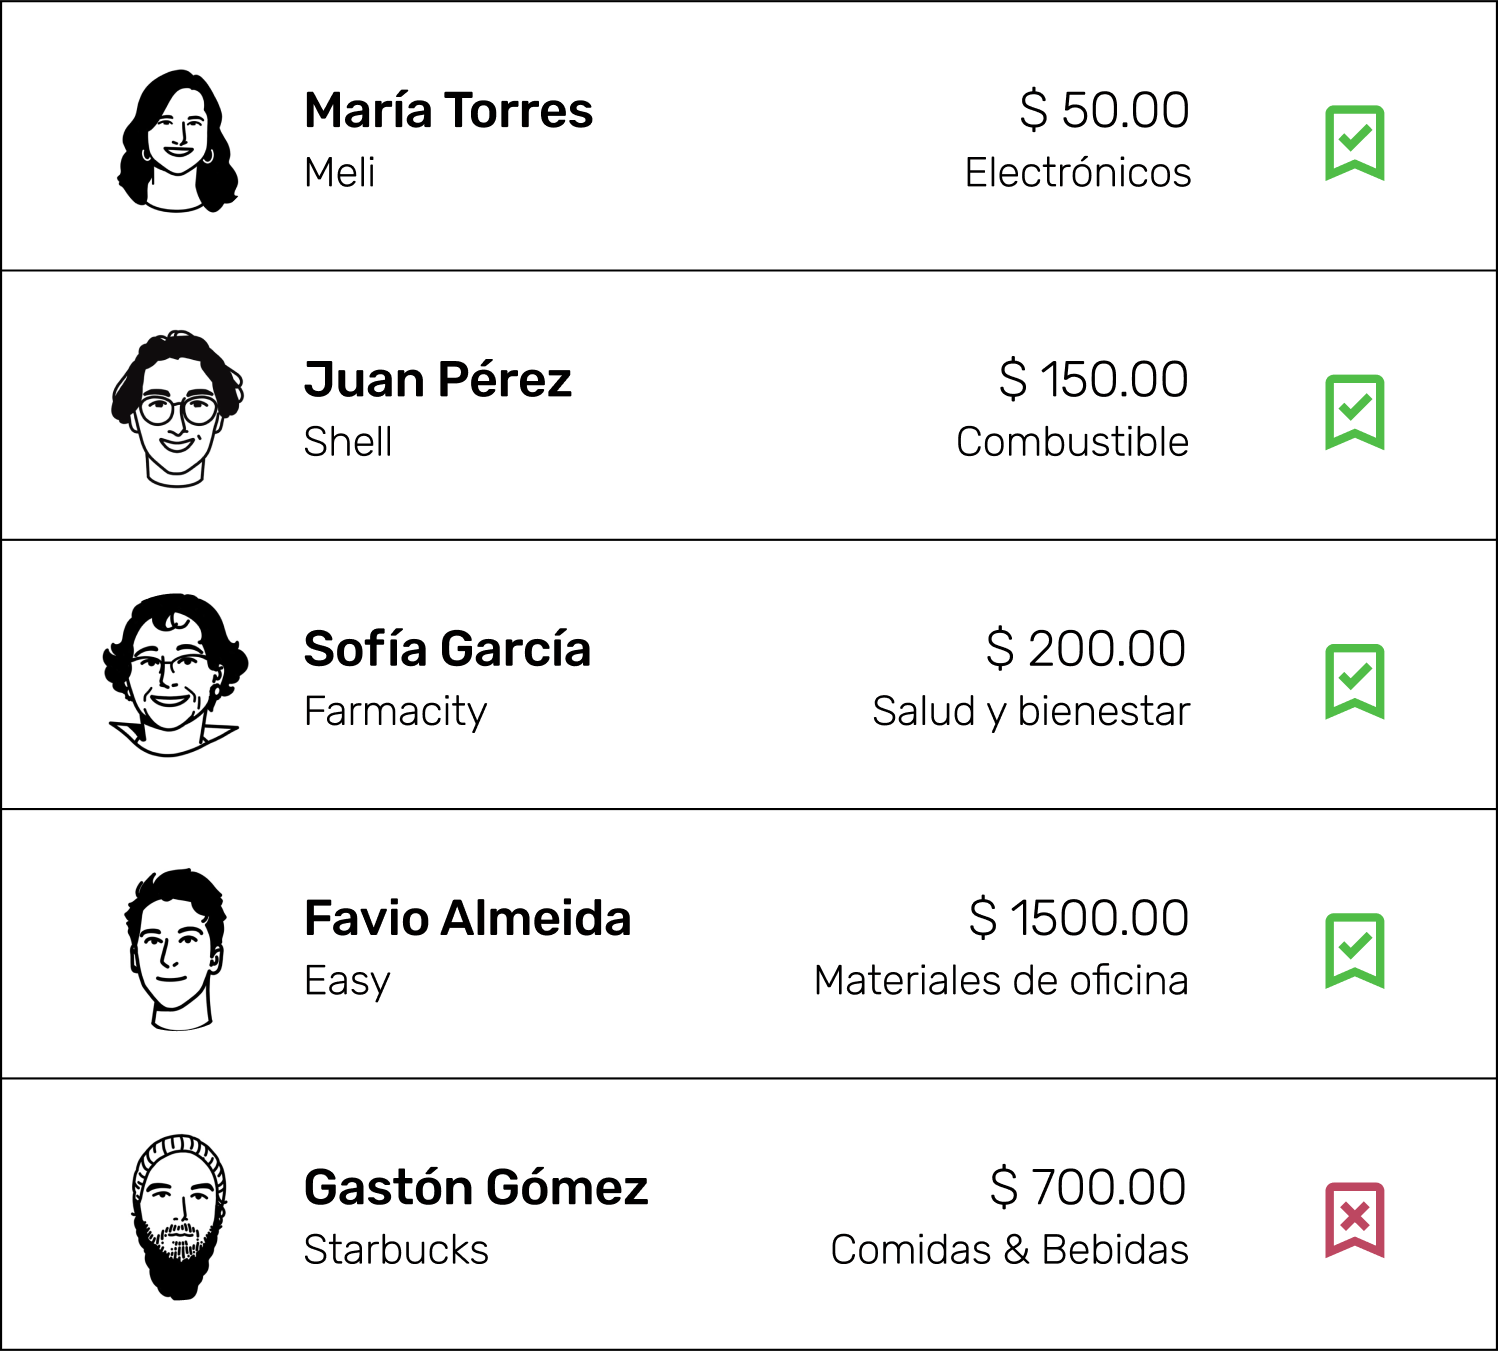 María Torres
$ 50.00
Meli
Electrónicos
Juan Pérez
$ 150.00
Shell
Combustible
Sofía García
$ 200.00
Farmacity
Salud y bienestar
Favio Almeida
$ 1500.00
Easy
Materiales de oficina
Gastón Gómez
$ 700.00
Starbucks
Comidas & Bebidas